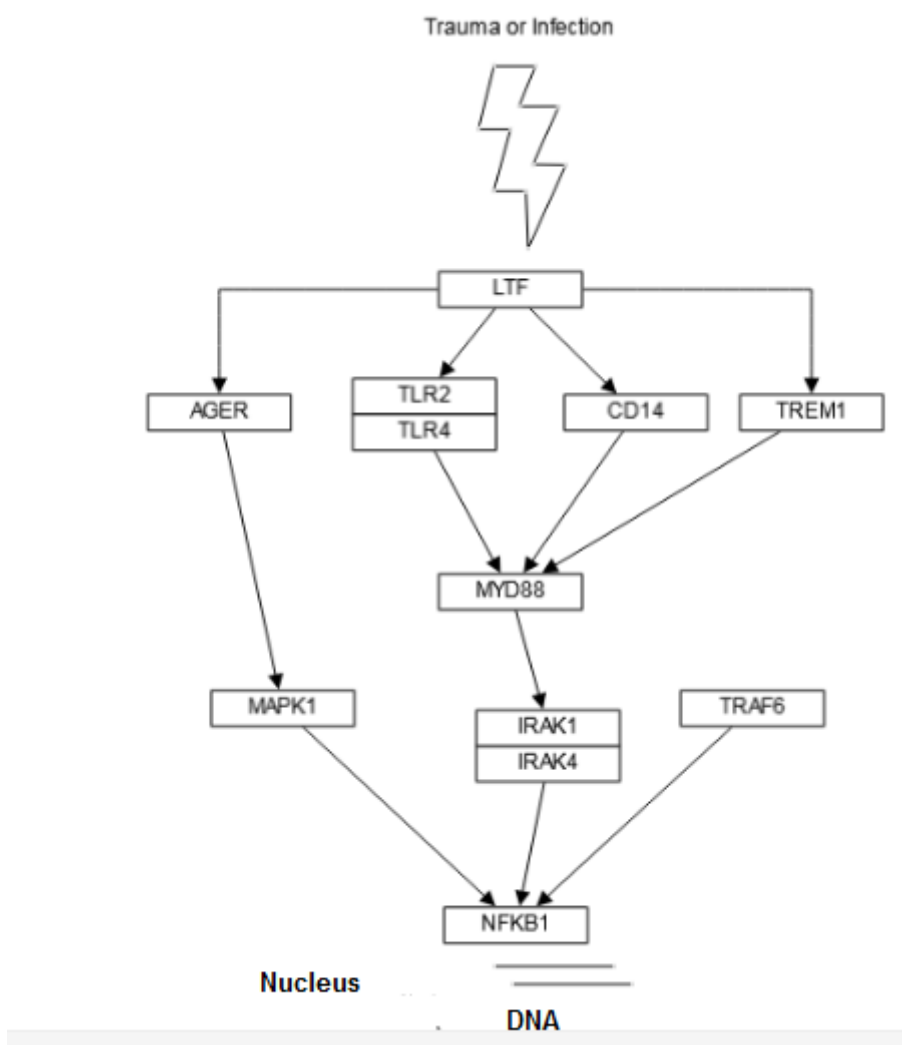 Trauma or Infection
LTF
AGER
TLR2
TLR4
CD14
TREM1
MYD88
MAPK1
IRAK1
IRAK4
TRAF6
NFKB1
Nucleus
DNA